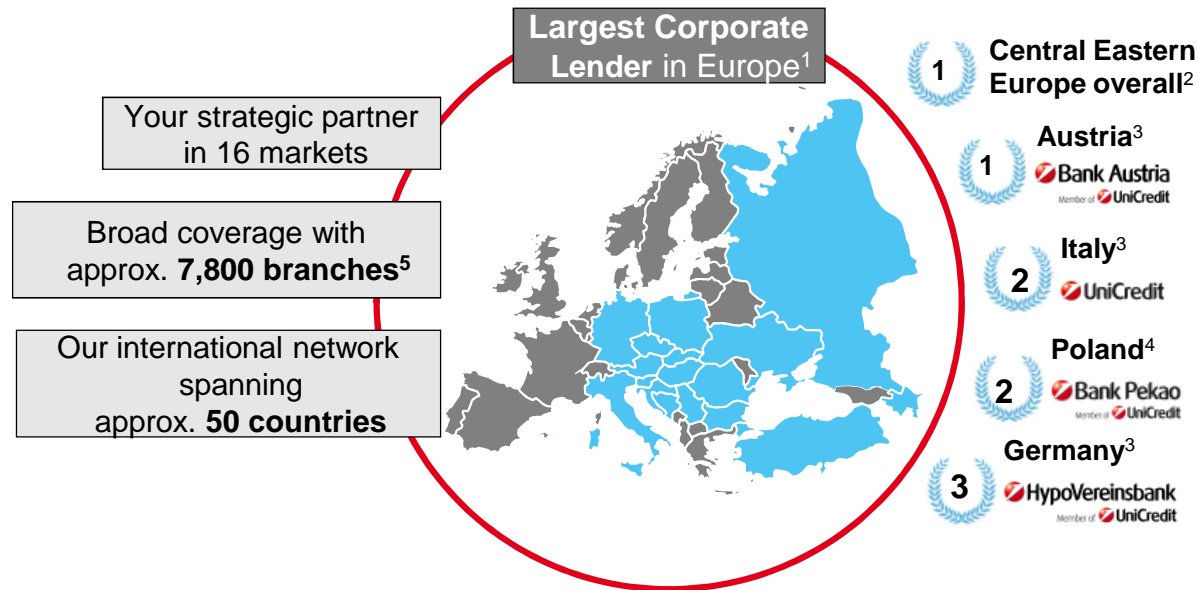 Largest Corporate
Lender in Europe¹
Your strategic partner
in 16 markets
Broad coverage with
approx. 7,800 branches⁵
Our international network
spanning
approx. 50 countries
1
Central Eastern
Europe overall²
1
Austria³
Bank Austria
Member of UniCredit
2
Italy³
UniCredit
2
Poland⁴
Bank Pekao
Member of UniCredit
3
Germany³
HypoVereinsbank
Member of UniCredit